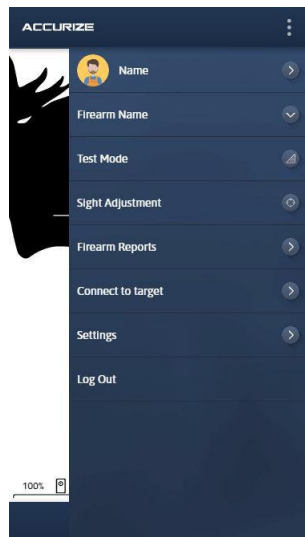 ACCURIZE
Name
Firearm Name
Test Mode
Sight Adjustment
Firearm Reports
Connect to target
Settings
Log Out
100%